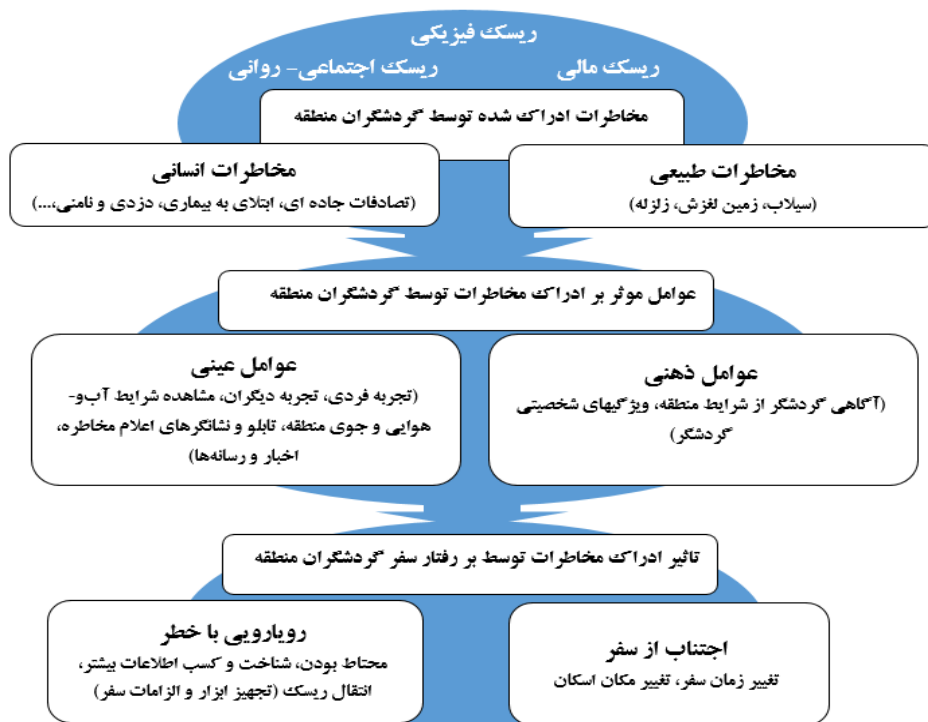 ریسک فیزیکی
ریسک مالی
ریسک اجتماعی- روانی
مخاطرات ادراک شده توسط گردشگران منطقه
مخاطرات طبیعی
(سیلاب، زمین لغزش، زلزله)
مخاطرات انسانی
(تصادفات جاده ای، ابتلای به بیماری، دزدی و نامنی،...)
عوامل موثر بر ادراک مخاطرات توسط گردشگران منطقه
عوامل ذهنی
(آگاهی گردشگر از شرایط منطقه، ویژگیهای شخصیتی
گردشگر)
عوامل عینی
(تجربه فردی، تجربه دیگران، مشاهده شرایط آب‌و-
هوایی و جوی منطقه، تابلو و نشانگرهای اعلام مخاطره،
اخبار و رسانه‌ها)
تاثیر ادراک مخاطرات توسط بر رفتار سفر گردشگران منطقه
اجتناب از سفر
تغییر زمان سفر، تغییر مکان اسکان
رویارویی با خطر
محتاط بودن، شناخت و کسب اطلاعات بیشتر،
انتقال ریسک (تجهیز ابزار و الزامات سفر)